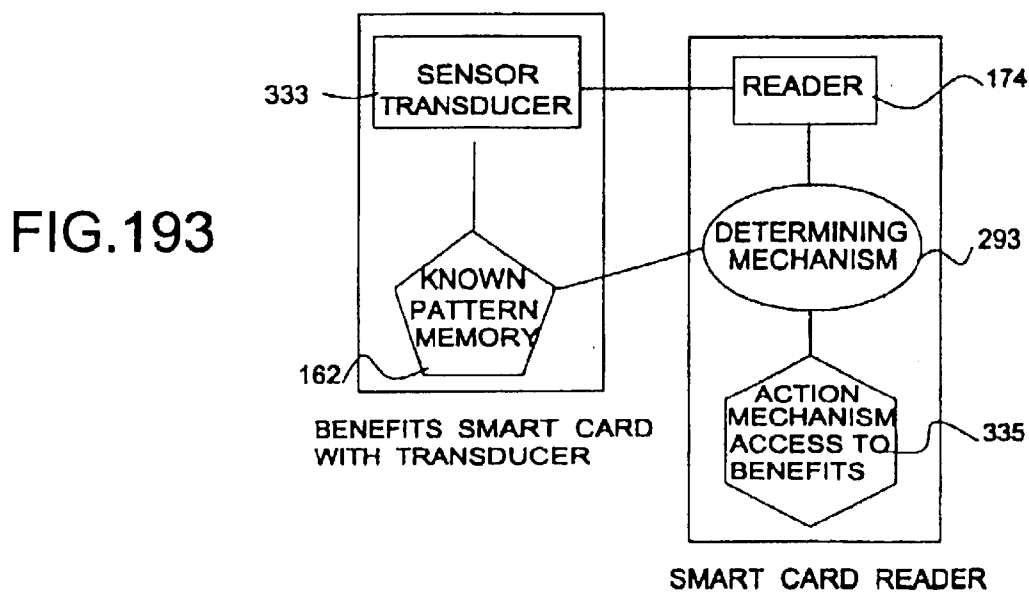 FIG.193
333
SENSOR
TRANSDUCER
KNOWN
PATTERN
MEMORY
162
BENEFITS SMART CARD
WITH TRANSDUCER
READER
174
DETERMINING
MECHANISM
293
ACTION
MECHANISM
ACCESS TO
BENEFITS
335
SMART CARD READER